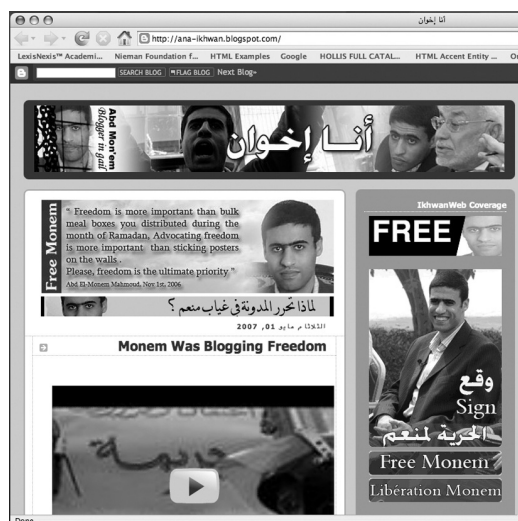 أنا إخوان
http://ana-ikhwan.blogspot.com/
LexisNexis™ Academi... Nieman Foundation f... HTML Examples Google HOLLIS FULL CATAL... HTML Accent Entity ...
SEARCH BLOG FLAG BLOG Next Blog»
Abd Mon'em
Blogger in gail
أنا إخوان
Free Monem
" Freedom is more important than bulk
meal boxes you distributed during the
month of Ramadan, Advocating freedom
is more important than sticking posters
on the walls .
Please, freedom is the ultimate priority "
Abd El-Monem Mahmoud, Nov 1st, 2006
لماذا تحرر المدونة في غياب منعم ؟
الثلاثاء, مايو 01, 2007
Monem Was Blogging Freedom
IkhwanWeb Coverage
FREE
وقع
Sign
الحرية لمنعم
Free Monem
Libération Monem
Done